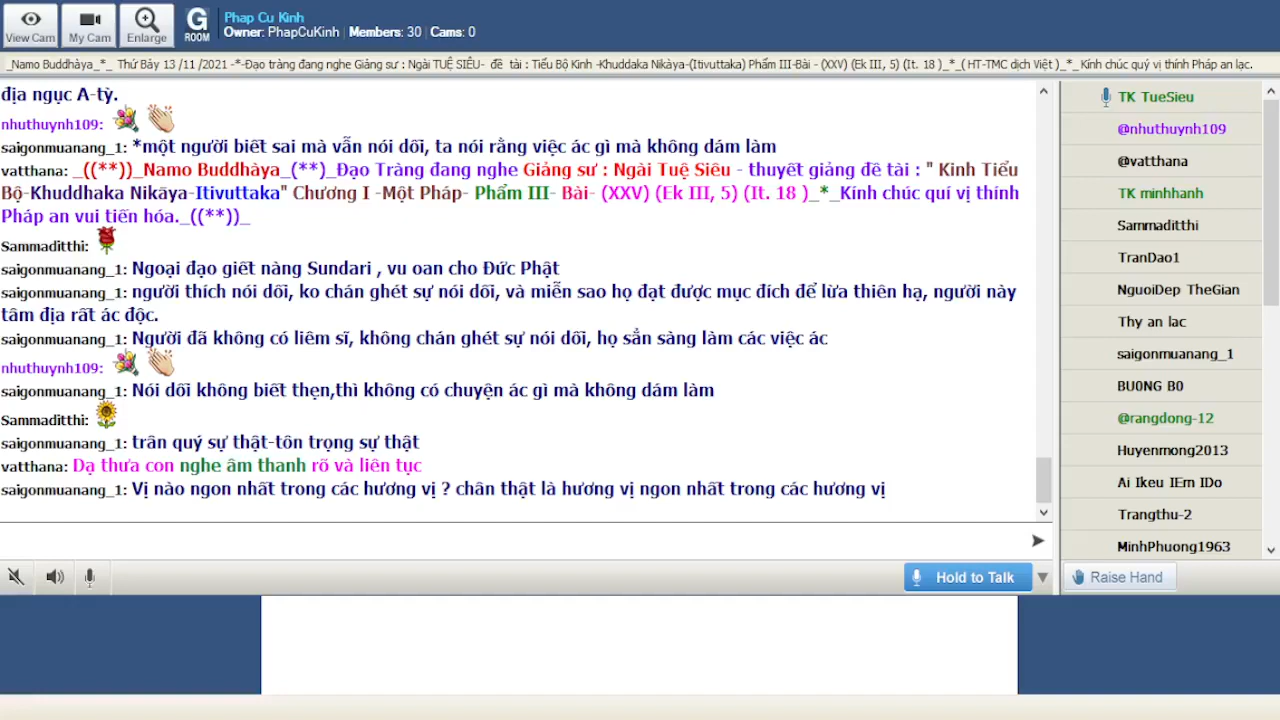 View Cam
My Cam
Enlarge
G
ROOM
Phap Cu Kinh
Owner: PhapCuKinh | Members: 30 | Cams: 0
_Namo Buddhàya_*_ Thứ Bảy 13 /11 /2021 -*-Đạo tràng đang nghe Giảng sư : Ngài TUỆ SIÊU- đề tài : Tiểu Bộ Kinh -Khuddaka Nikàya-(Itivuttaka) Phẩm III-Bài - (XXV) (Ek III, 5) (It. 18 )_*_( HT-TMC dịch Việt )_*_Kính chúc quý vị thính Pháp an lạc.
địa ngục A-tỳ.
nhuthuynh109:
saigonmuanang_1: *một người biết sai mà vẫn nói dối, ta nói rằng việc ác gì mà không dám làm
vatthana: _((**))_Namo Buddhàya_(**)_Đạo Tràng đang nghe Giảng sư : Ngài Tuệ Siêu - thuyết giảng đề tài : " Kinh Tiểu
Bộ-Khuddhaka Nikāya-Itivuttaka" Chương I -Một Pháp- Phẩm III- Bài- (XXV) (Ek III, 5) (It. 18 )_*_Kính chúc quí vị thính
Pháp an vui tiến hóa._((**))_
Sammaditthi:
saigonmuanang_1: Ngoại đạo giết nàng Sundari , vu oan cho Đức Phật
saigonmuanang_1: người thích nói dối, ko chán ghét sự nói dối, và miễn sao họ đạt được mục đích để lừa thiên hạ, người này
tâm địa rất ác độc.
saigonmuanang_1: Người đã không có liêm sĩ, không chán ghét sự nói dối, họ sẳn sàng làm các việc ác
nhuthuynh109:
saigonmuanang_1: Nói dối không biết thẹn,thì không có chuyện ác gì mà không dám làm
Sammaditthi:
saigonmuanang_1: trân quý sự thật-tôn trọng sự thật
vatthana: Dạ thưa con nghe âm thanh rõ và liên tục
saigonmuanang_1: Vị nào ngon nhất trong các hương vị ? chân thật là hương vị ngon nhất trong các hương vị
TK TueSieu
@nhuthuynh109
@vatthana
TK minhhanh
Sammaditthi
TranDao1
NguoiDep TheGian
Thy an lac
saigonmuanang_1
BU0NG B0
@rangdong-12
Huyenmong2013
Ai Ikeu IEm IDo
Trangthu-2
MinhPhuong1963
Hold to Talk
Raise Hand